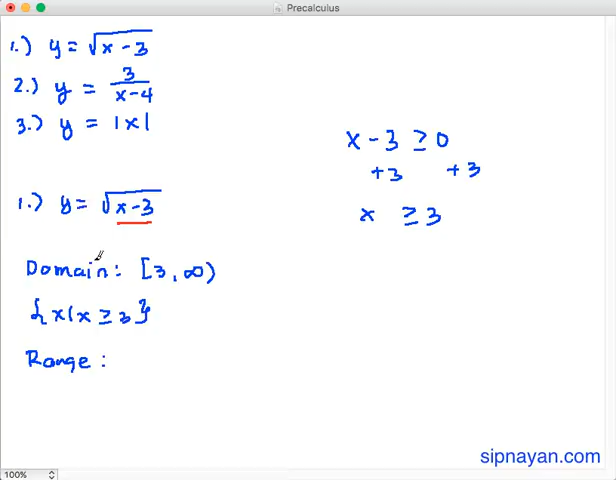 Precalculus
1.) y = √x - 3
2.) y = 3/x-4
3.) y = |x|
x - 3 ≥ 0
+3 +3
x ≥ 3
1.) y = √x - 3
Domain: [3, ∞)
{x|x ≥ 3}
Range:
sipnayan.com
100%